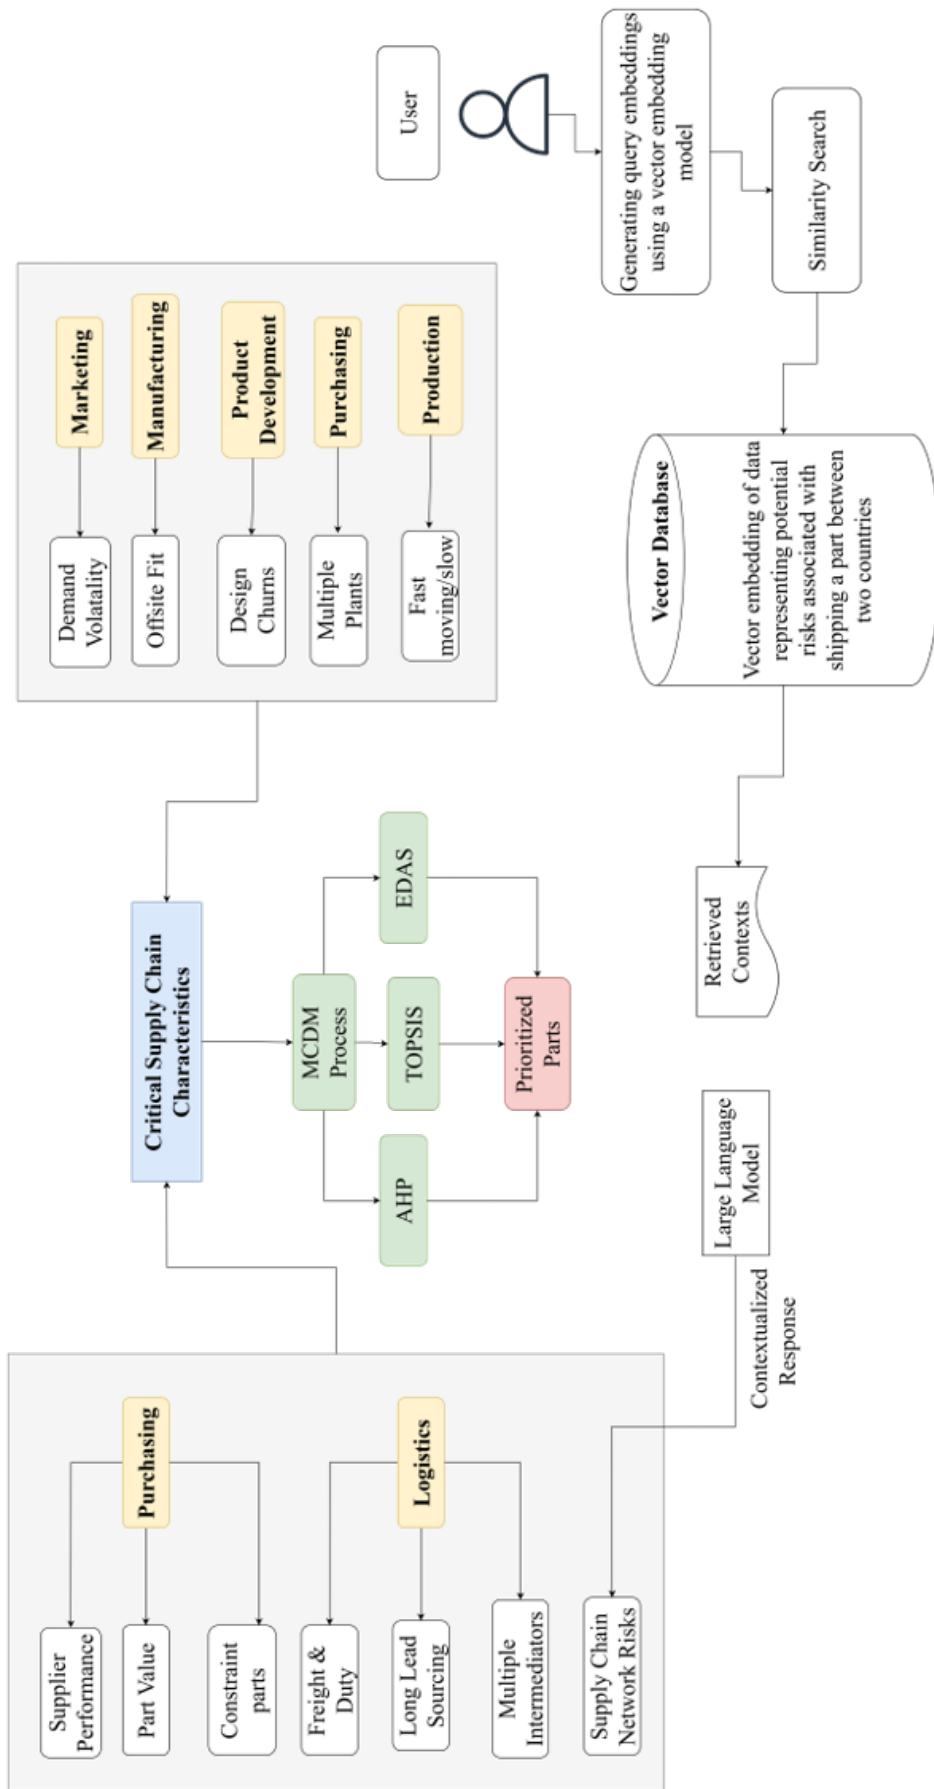 Purchasing
Supplier
Performance
Part Value
Constraint
parts
Logistics
Freight &
Duty
Long Lead
Sourcing
Multiple
Intermediators
Supply Chain
Network Risks
Critical Supply Chain
Characteristics
MCDM
Process
AHP
TOPSIS
EDAS
Prioritized
Parts
Marketing
Demand
Volatality
Manufacturing
Offsite Fit
Product
Development
Design
Churns
Purchasing
Multiple
Plants
Production
Fast
moving/slow
User
Generating query embeddings
using a vector embedding
model
Similarity Search
Vector Database
Vector embedding of data
representing potential
risks associated with
shipping a part between
two countries
Retrieved
Contexts
Large Language
Model
Contextualized
Response